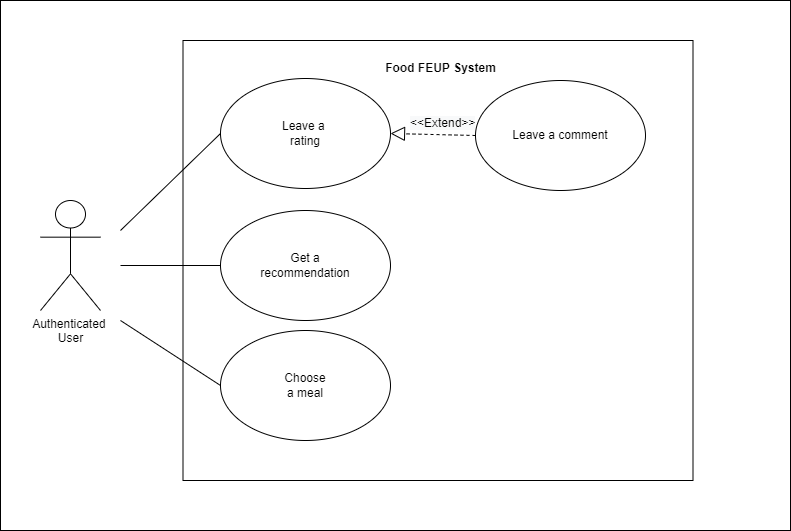 Food FEUP System
Leave a
rating
<<Extend>>
Leave a comment
Get a
recommendation
Authenticated
User
Choose
a meal